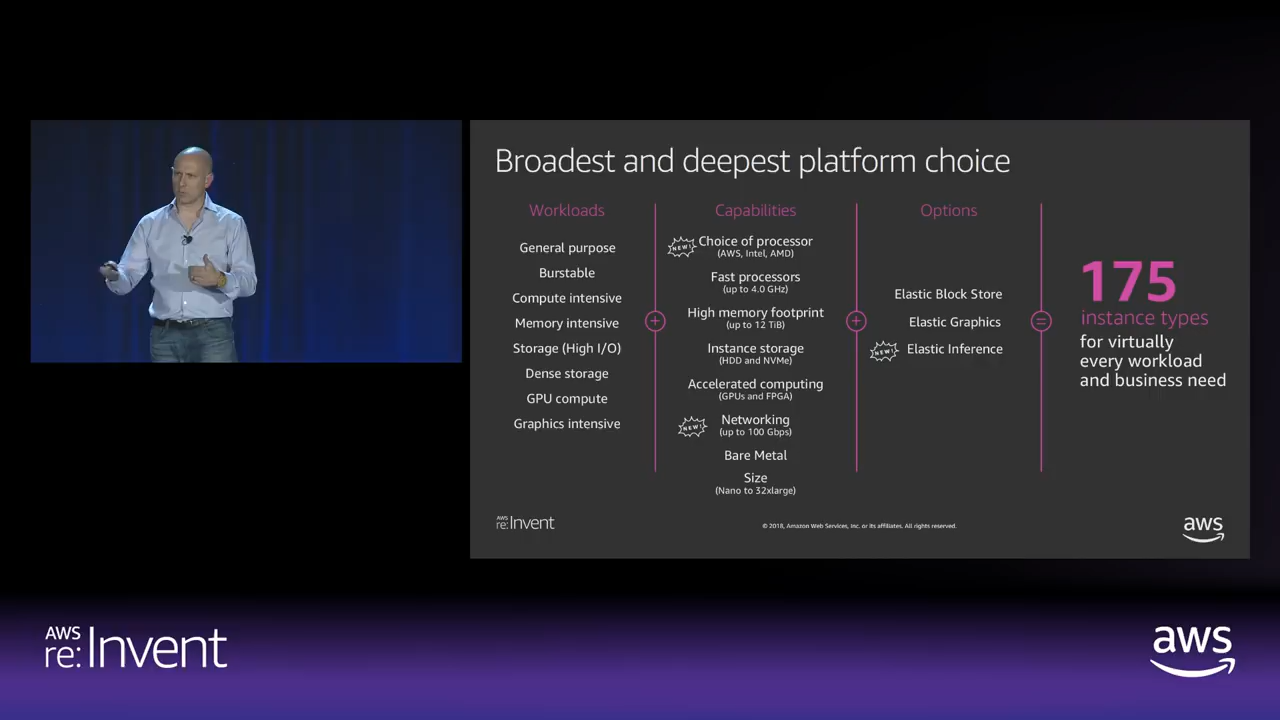 Broadest and deepest platform choice
Workloads
General purpose
Burstable
Compute intensive
Memory intensive
Storage (High I/O)
Dense storage
GPU compute
Graphics intensive
+
Capabilities
NEW! Choice of processor
(AWS, Intel, AMD)
Fast processors
(up to 4.0 GHz)
High memory footprint
(up to 12 TiB)
Instance storage
(HDD and NVMe)
Accelerated computing
(GPUs and FPGA)
NEW! Networking
(up to 100 Gbps)
Bare Metal
Size
(Nano to 32xlarge)
+
Options
Elastic Block Store
Elastic Graphics
NEW! Elastic Inference
=
175
instance types
for virtually
every workload
and business need
AWS
re:Invent
© 2018, Amazon Web Services, Inc. or its affiliates. All rights reserved.
aws
AWS
re:Invent
aws